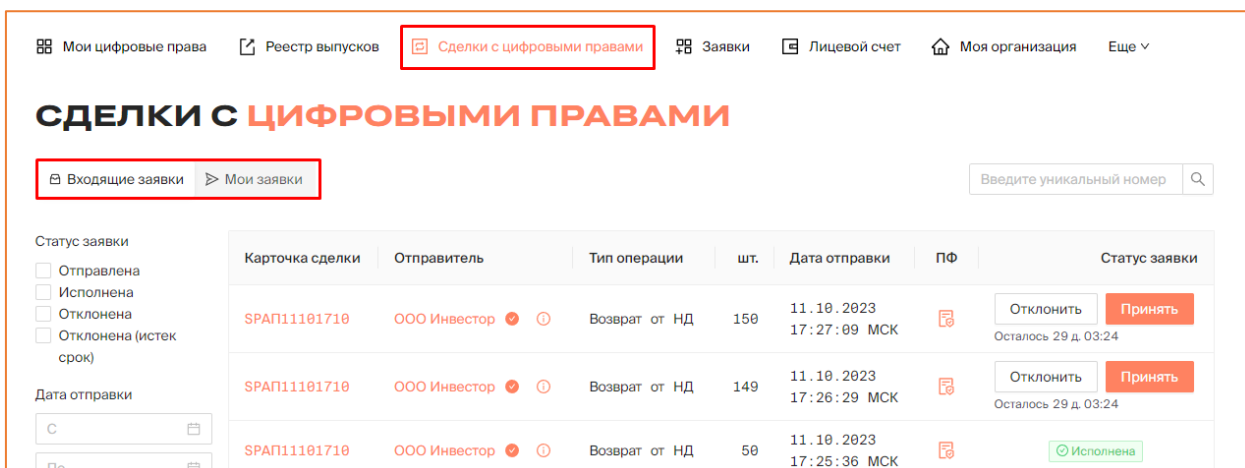 Мои цифровые права Реестр выпусков Сделки с цифровыми правами Заявки Лицевой счет Моя организация Еще
СДЕЛКИ С ЦИФРОВЫМИ ПРАВАМИ
Входящие заявки Мои заявки Введите уникальный номер
Статус заявки
Отправлена
Исполнена
Отклонена
Отклонена (истек
срок)
Дата отправки
С
По
Карточка сделки Отправитель Тип операции шт. Дата отправки ПФ Статус заявки
SPАП11101710 ООО Инвестор Возврат от НД 150 11.10.2023 Отклонить Принять
17:27:09 МСК Осталось 29 д. 03:24
SPАП11101710 ООО Инвестор Возврат от НД 149 11.10.2023 Отклонить Принять
17:26:29 МСК Осталось 29 д. 03:24
SPАП11101710 ООО Инвестор Возврат от НД 50 11.10.2023 Исполнена
17:25:36 МСК